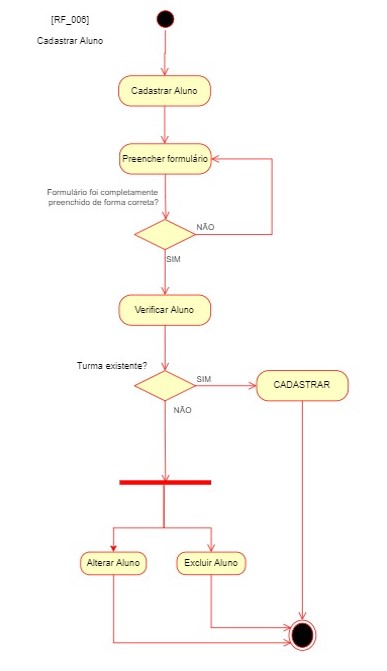 [RF_006]
Cadastrar Aluno
Cadastrar Aluno
Preencher formulário
Formulário foi completamente
preenchido de forma correta?
NÃO
SIM
Verificar Aluno
Turma existente?
SIM
CADASTRAR
NÃO
Alterar Aluno
Excluir Aluno